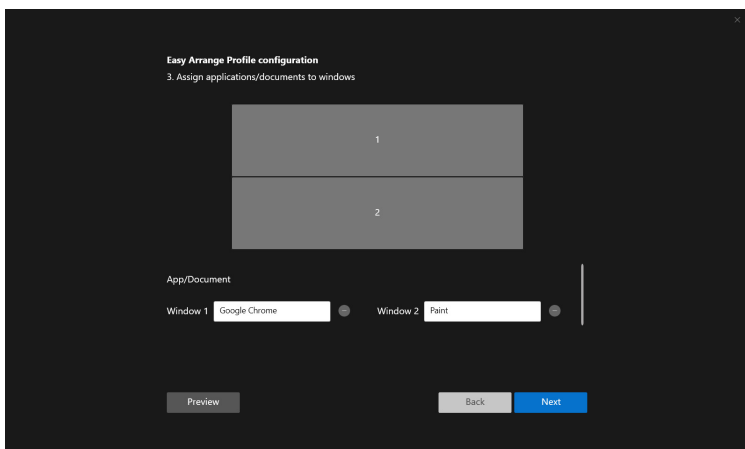 Easy Arrange Profile configuration
3. Assign applications/documents to windows
1
2
App/Document
Window 1 Google Chrome Window 2 Paint
Preview Back Next